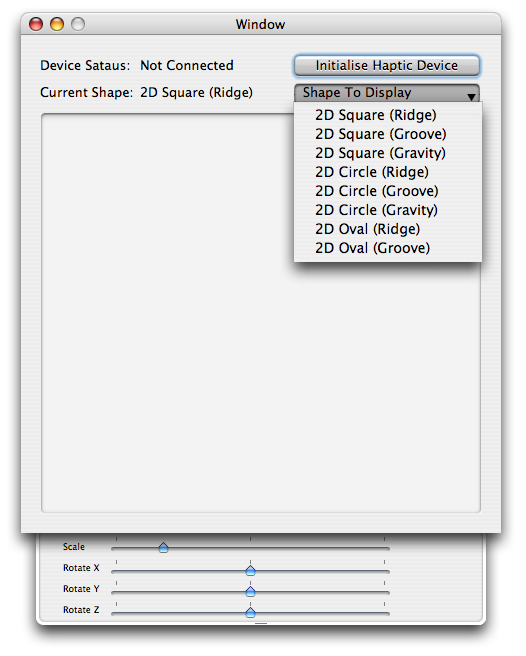 Window
Device Sataus: Not Connected
Initialise Haptic Device
Current Shape: 2D Square (Ridge)
Shape To Display
2D Square (Ridge)
2D Square (Groove)
2D Square (Gravity)
2D Circle (Ridge)
2D Circle (Groove)
2D Circle (Gravity)
2D Oval (Ridge)
2D Oval (Groove)
Scale
Rotate X
Rotate Y
Rotate Z